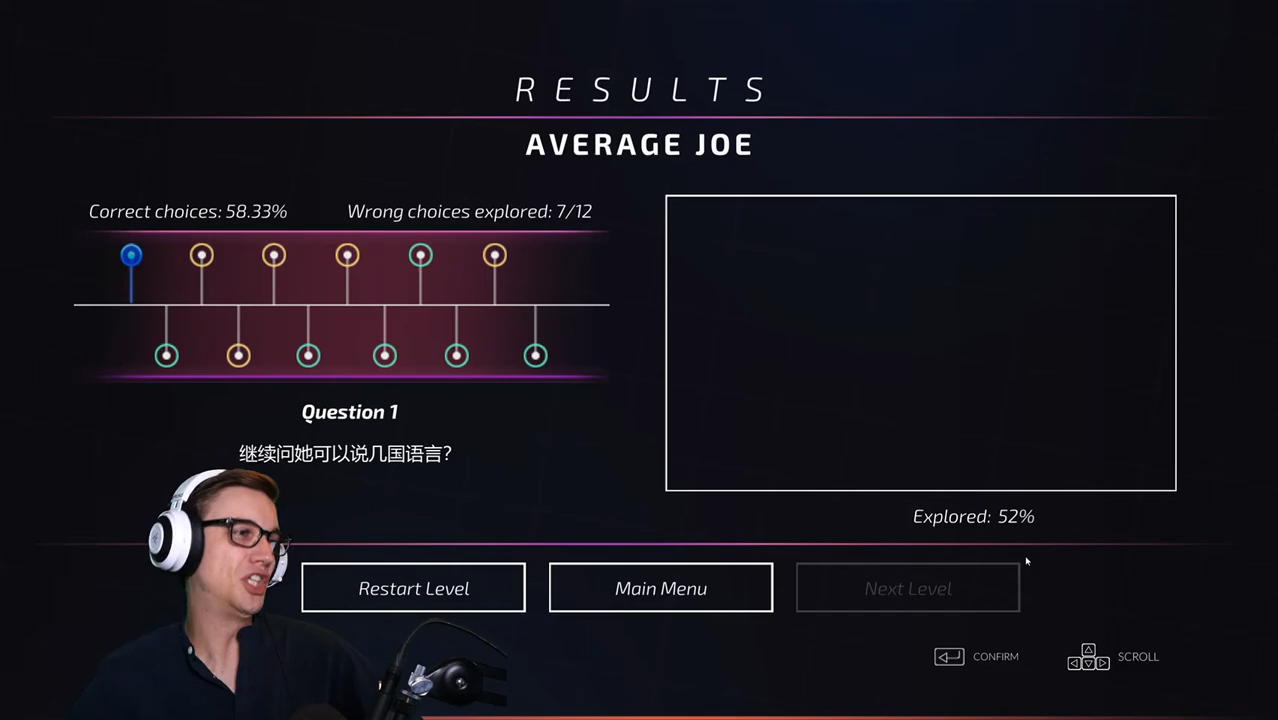 RESULTS
AVERAGE JOE
Correct choices: 58.33%
Wrong choices explored: 7/12
Question 1
继续问她可以说几国语言?
Explored: 52%
Restart Level
Main Menu
Next Level
CONFIRM
SCROLL